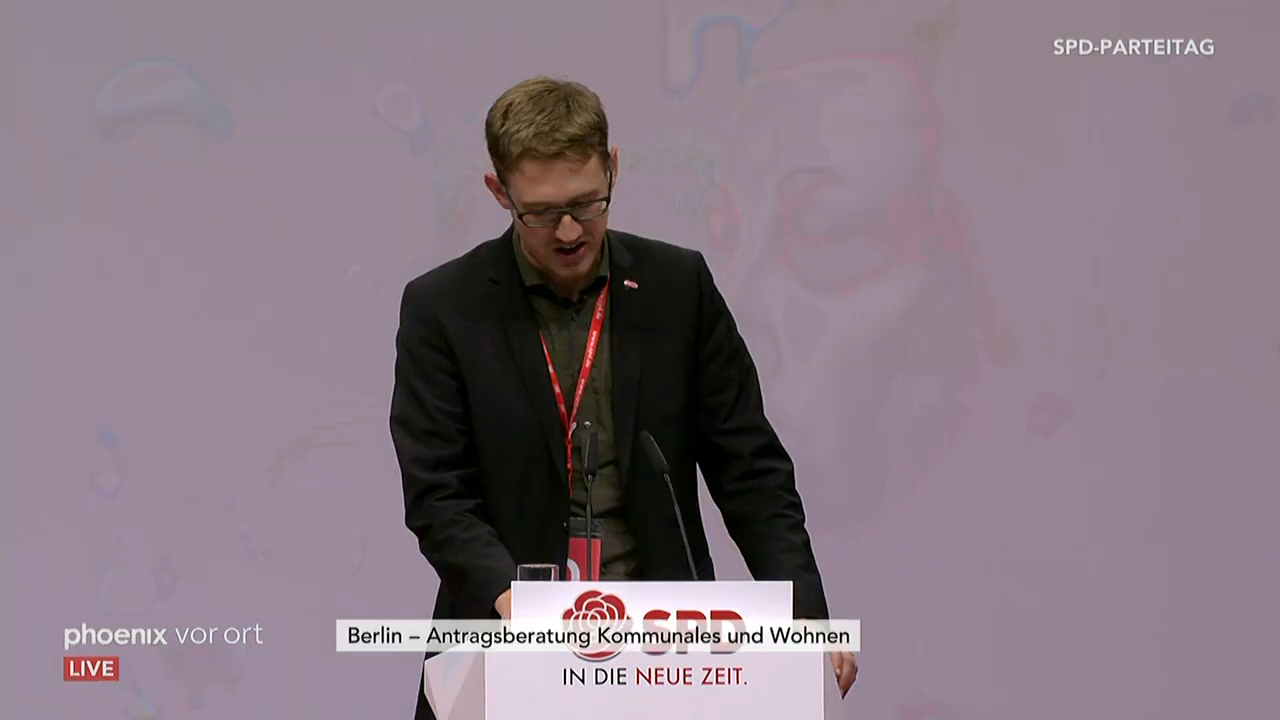 SPD-PARTEITAG
SPD
Berlin – Antragsberatung Kommunales und Wohnen
phoenix vor ort
LIVE
IN DIE NEUE ZEIT.